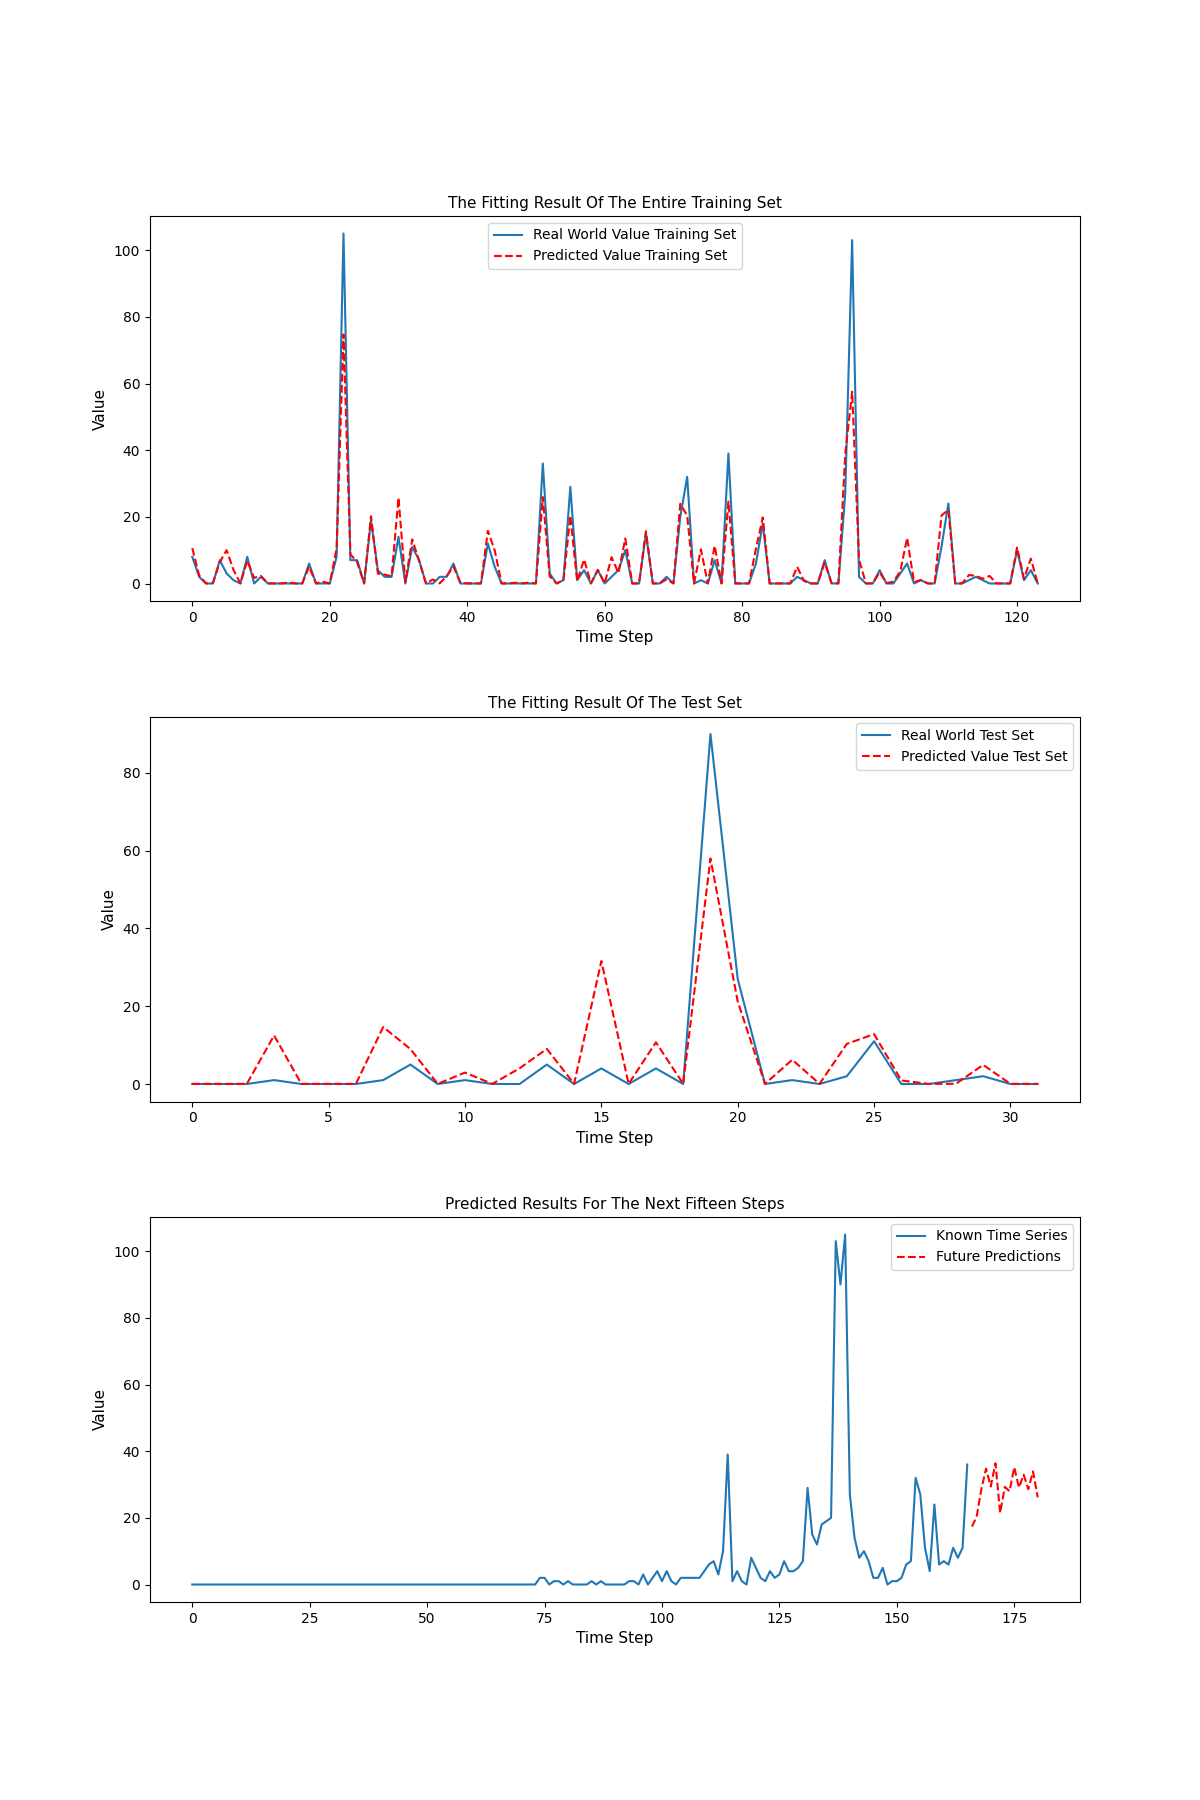 The Fitting Result Of The Entire Training Set
Real World Value Training Set
Predicted Value Training Set
100
80
60
40
20
0
Value
0 20 40 60 80 100 120
Time Step
The Fitting Result Of The Test Set
Real World Test Set
Predicted Value Test Set
80
60
40
20
0
Value
0 5 10 15 20 25 30
Time Step
Predicted Results For The Next Fifteen Steps
Known Time Series
Future Predictions
100
80
60
40
20
0
Value
0 25 50 75 100 125 150 175
Time Step